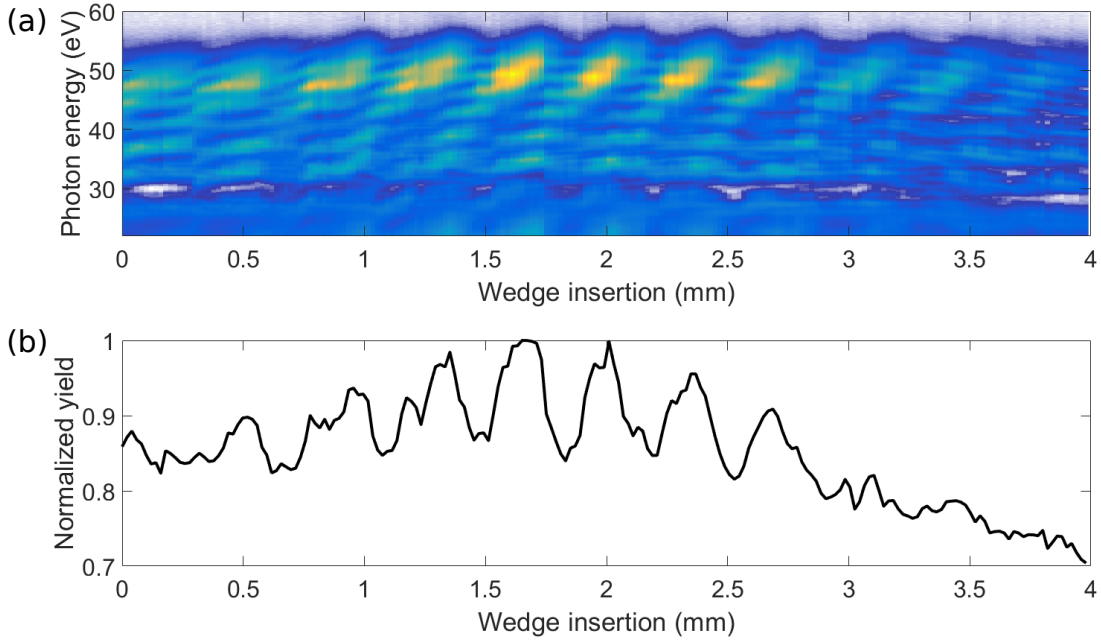 (a)
Photon energy (eV)
60
50
40
30
0 0.5 1 1.5 2 2.5 3 3.5 4
Wedge insertion (mm)
(b)
Normalized yield
1
0.9
0.8
0.7
0 0.5 1 1.5 2 2.5 3 3.5 4
Wedge insertion (mm)